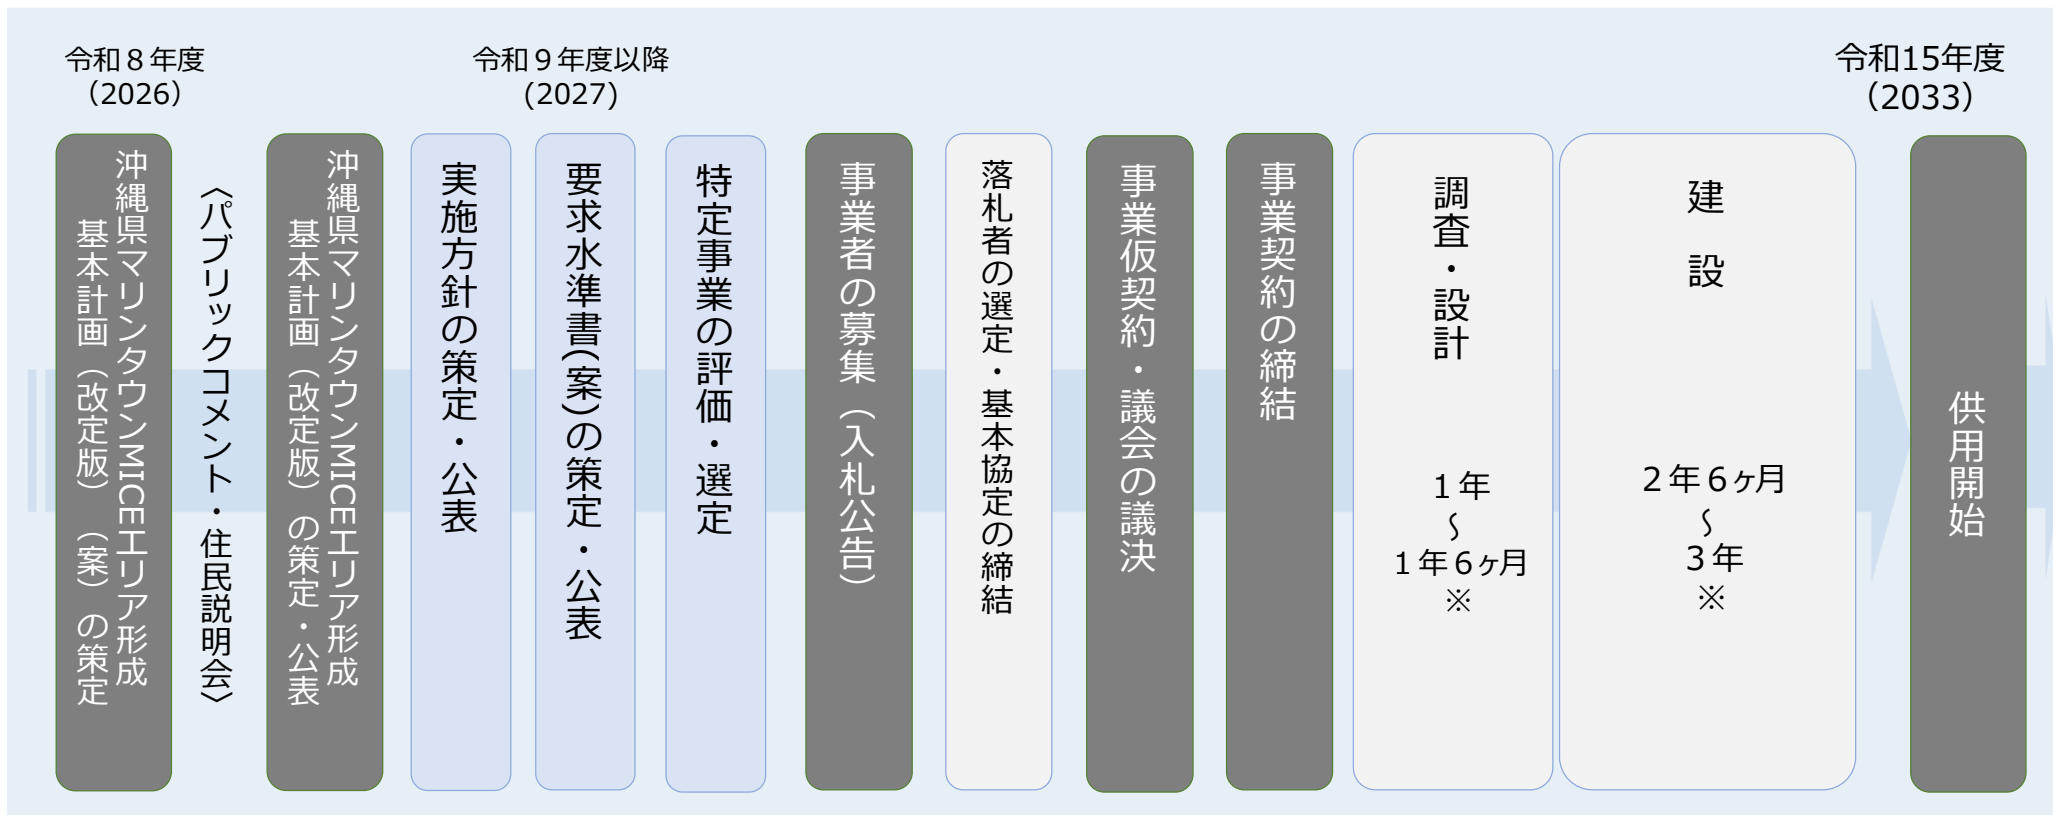 令和８年度
（2026）
令和９年度以降
（2027）
令和15年度
（2033）
沖縄県マリンタウンMICEエリア形成
基本計画（改定版）（案）の策定
〈パブリックコメント・住民説明会〉
沖縄県マリンタウンMICEエリア形成
基本計画（改定版）の策定・公表
実施方針の策定・公表
要求水準書(案)の策定・公表
特定事業の評価・選定
事業者の募集（入札公告）
落札者の選定・基本協定の締結
事業仮契約・議会の議決
事業契約の締結
調査・設計
１年
～
１年６ヶ月
※
建　設
２年６ヶ月
～
３年
※
供用開始